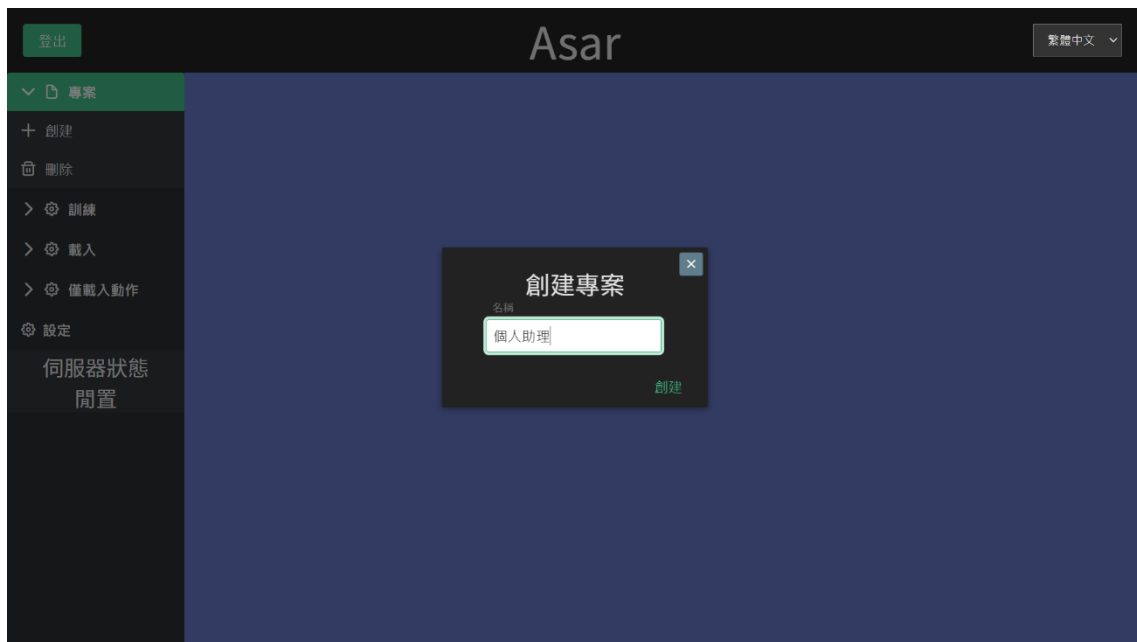 登出
Asar
繁體中文
專案
創建
刪除
訓練
載入
僅載入動作
設定
伺服器狀態
閒置
創建專案
名稱
個人助理
創建